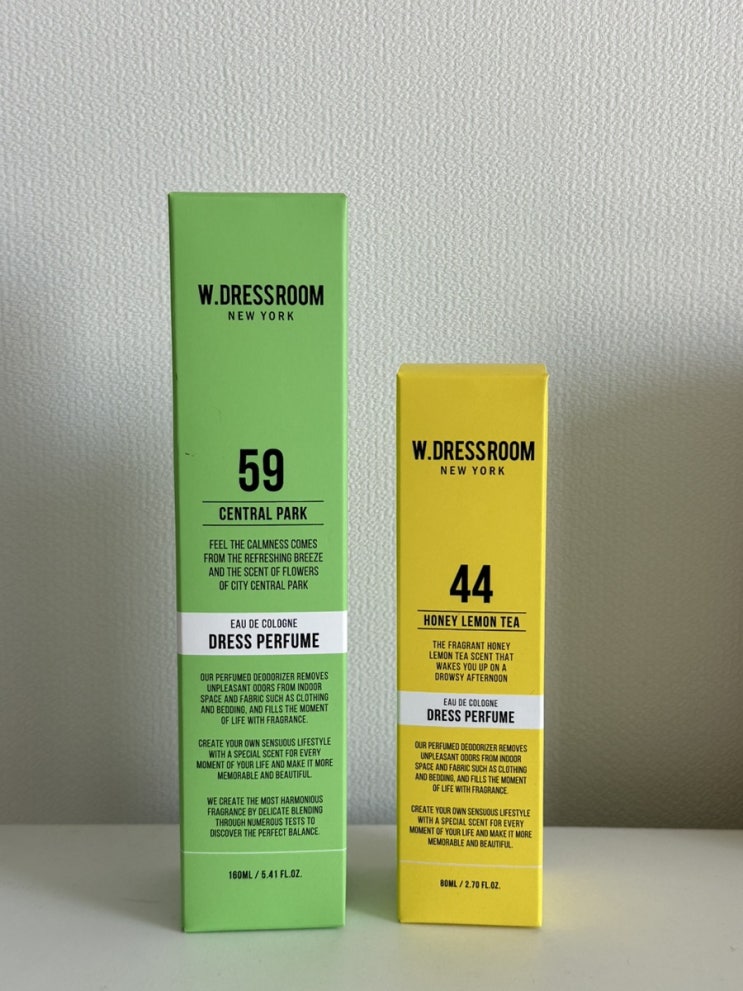 W.DRESSROOM
NEW YORK
59
CENTRAL PARK
FEEL THE CALMNESS COMES
FROM THE REFRESHING BREEZE
AND THE SCENT OF FLOWERS
OF CITY CENTRAL PARK
EAU DE COLOGNE
DRESS PERFUME
OUR PERFUMED DEODORIZER REMOVES
UNPLEASANT ODORS FROM INDOOR
SPACE AND FABRIC SUCH AS CLOTHING
AND BEDDING, AND FILLS THE MOMENT
OF LIFE WITH FRAGRANCE.
CREATE YOUR OWN SENSUOUS LIFESTYLE
WITH A SPECIAL SCENT FOR EVERY
MOMENT OF YOUR LIFE AND MAKE IT MORE
MEMORABLE AND BEAUTIFUL.
WE CREATE THE MOST HARMONIOUS
FRAGRANCE BY DELICATE BLENDING
THROUGH NUMEROUS TESTS TO
DISCOVER THE PERFECT BALANCE.
160ML / 5.41 FL.OZ.
W.DRESSROOM
NEW YORK
44
HONEY LEMON TEA
THE FRAGRANT HONEY
LEMON TEA SCENT THAT
WAKES YOU UP ON A
DROWSY AFTERNOON
EAU DE COLOGNE
DRESS PERFUME
OUR PERFUMED DEODORIZER REMOVES
UNPLEASANT ODORS FROM INDOOR
SPACE AND FABRIC SUCH AS CLOTHING
AND BEDDING, AND FILLS THE MOMENT
OF LIFE WITH FRAGRANCE.
CREATE YOUR OWN SENSUOUS LIFESTYLE
WITH A SPECIAL SCENT FOR EVERY
MOMENT OF YOUR LIFE AND MAKE IT MORE
MEMORABLE AND BEAUTIFUL.
80ML / 2.70 FL.OZ.